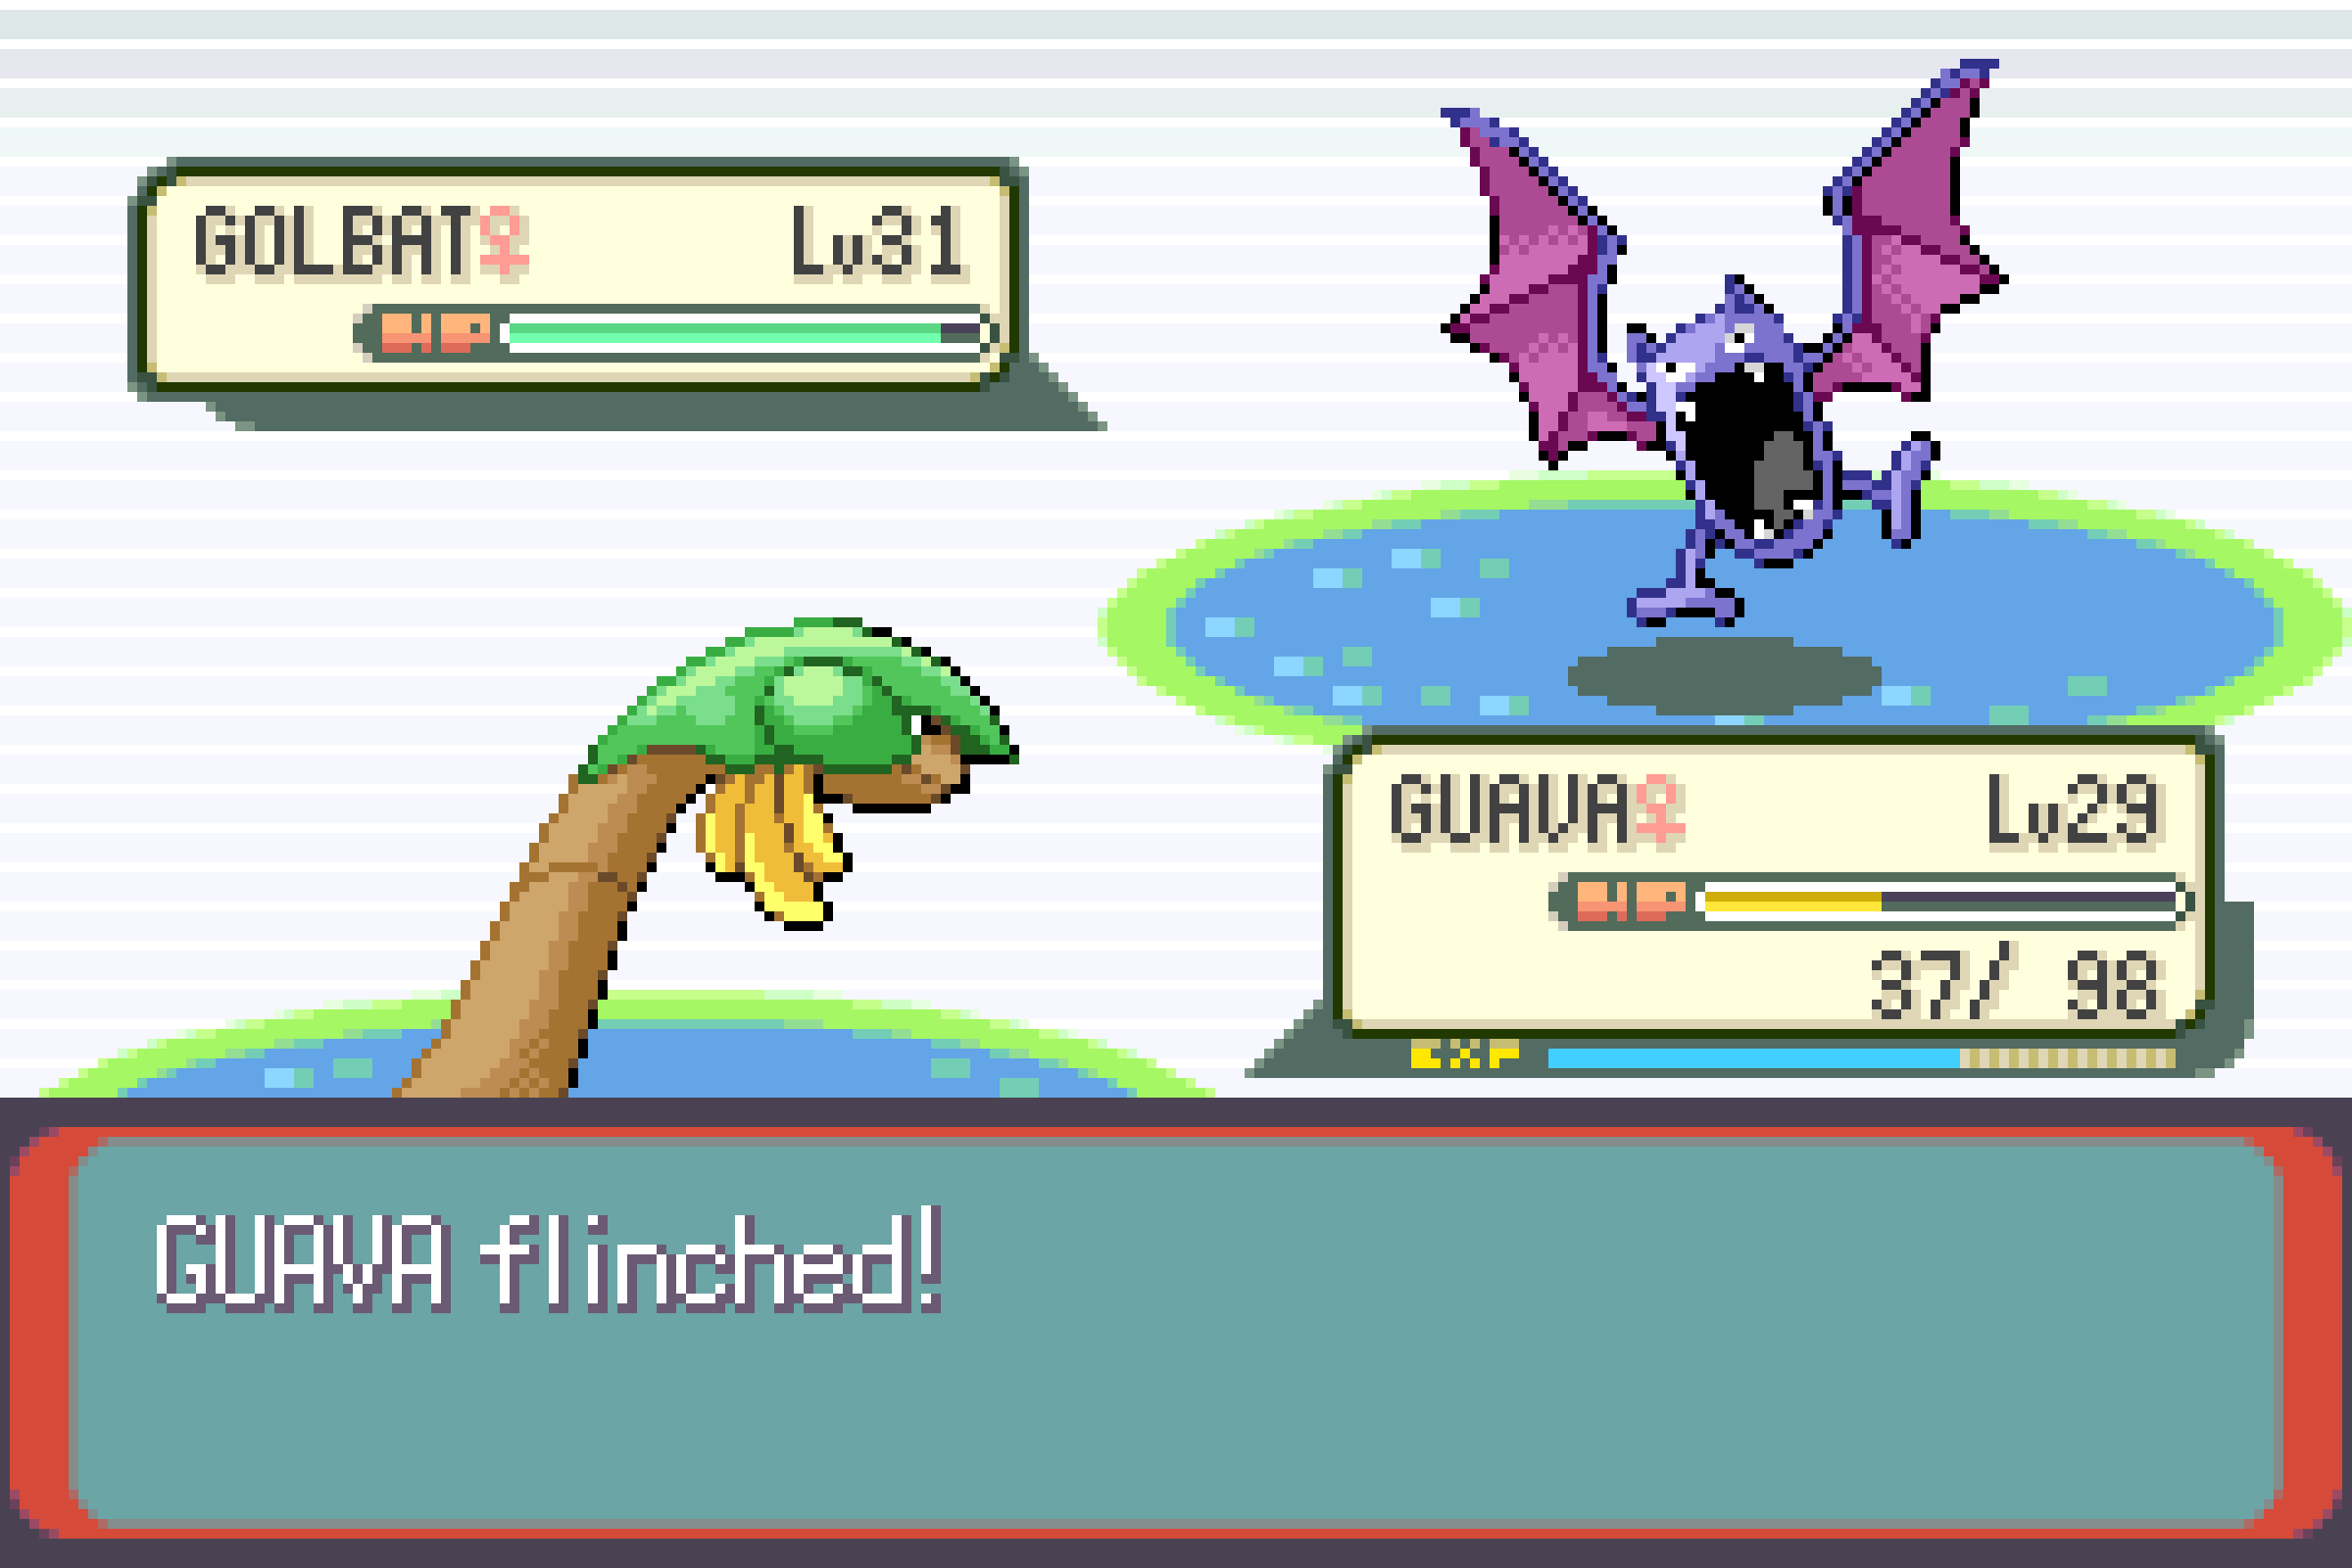 GOLBAT♀ Lv31
HP
GUAVA♀ Lv29
HP
37/ 98
EXP
GUAVA flinched!